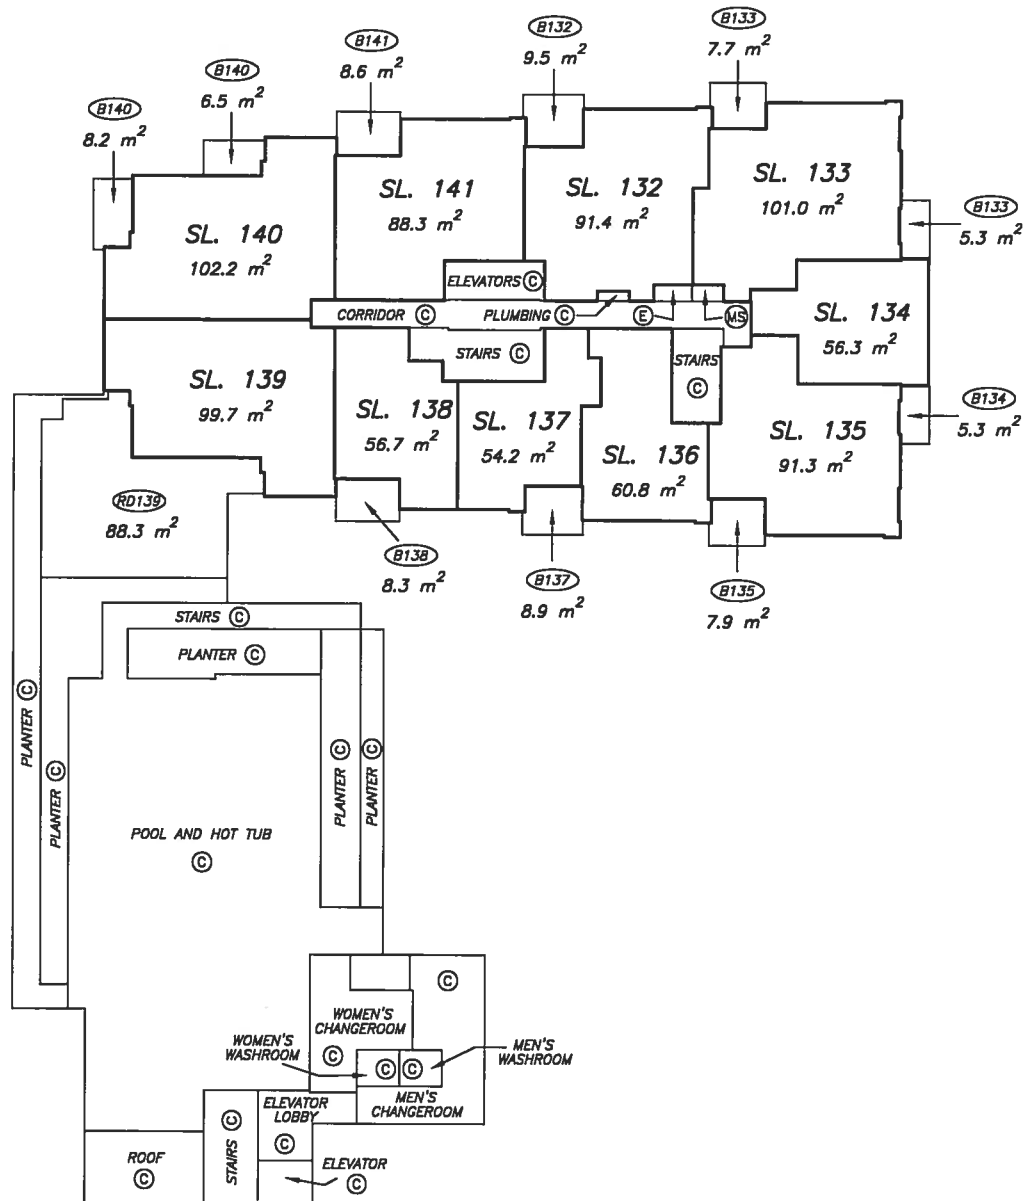 B140
8.2 m²
B140
6.5 m²
B141
8.6 m²
B132
9.5 m²
B133
7.7 m²
SL. 140
102.2 m²
SL. 141
88.3 m²
SL. 132
91.4 m²
SL. 133
101.0 m²
B133
5.3 m²
ELEVATORS C
CORRIDOR C
PLUMBING C
E
MS
SL. 134
56.3 m²
STAIRS C
STAIRS
C
SL. 139
99.7 m²
SL. 138
56.7 m²
SL. 137
54.2 m²
SL. 136
60.8 m²
SL. 135
91.3 m²
B134
5.3 m²
RD139
88.3 m²
B138
8.3 m²
B137
8.9 m²
B135
7.9 m²
STAIRS C
PLANTER C
PLANTER C
PLANTER C
PLANTER C
PLANTER C
POOL AND HOT TUB
C
C
WOMEN'S
CHANGEROOM
C
WOMEN'S
WASHROOM
C
C
MEN'S
WASHROOM
MEN'S
CHANGEROOM
ELEVATOR
LOBBY
C
STAIRS C
ROOF
C
ELEVATOR
C